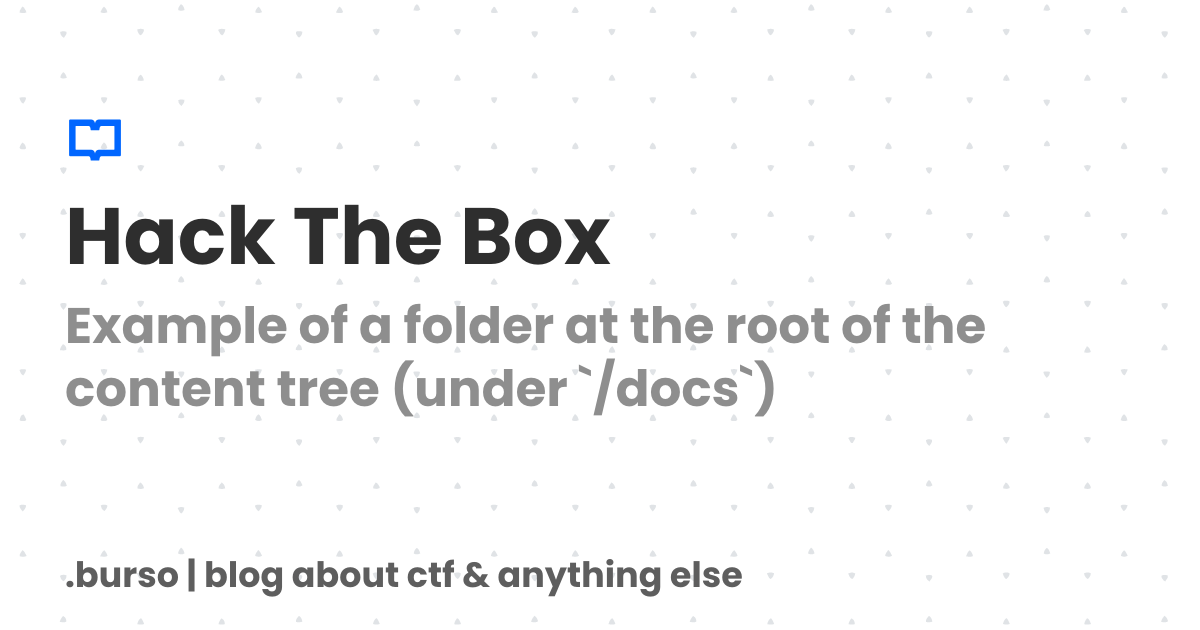 Hack The Box
Example of a folder at the root of the
content tree (under `/docs`)
.burso | blog about ctf & anything else